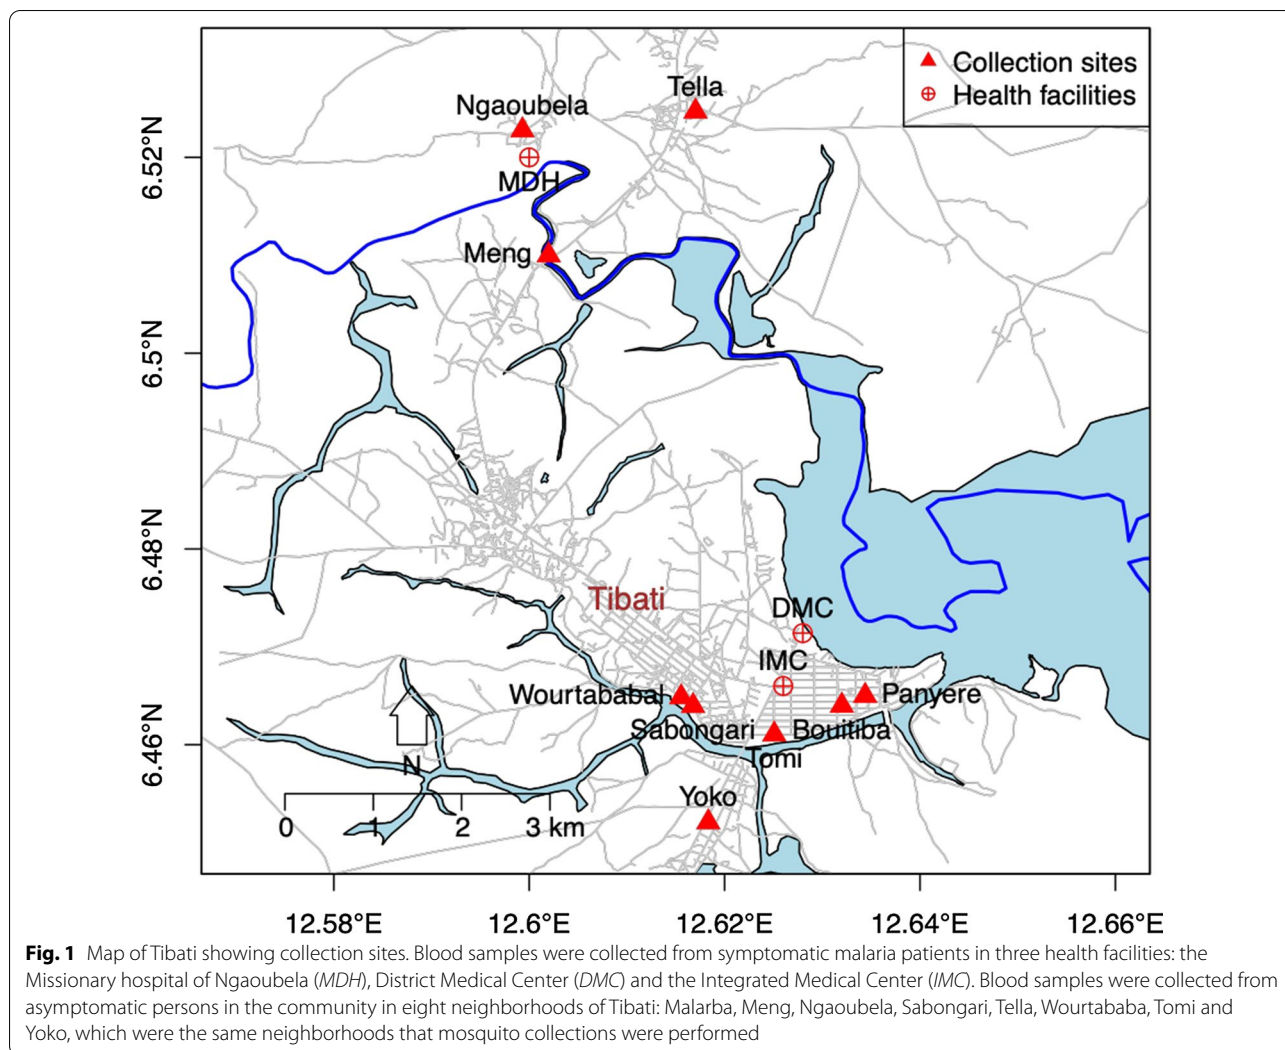 Collection sites
Health facilities
Tella
Ngaoubela
MDH
Meng
6.52°N
6.5°N
6.48°N
6.46°N
Tibati
DMC
IMC
Wourtababal
Panyere
Sabongari
Bouitiba
Tomi
N
Yoko
0 1 2 3 km
12.58°E 12.6°E 12.62°E 12.64°E 12.66°E
Fig. 1 Map of Tibati showing collection sites. Blood samples were collected from symptomatic malaria patients in three health facilities: the
Missionary hospital of Ngaoubela (MDH), District Medical Center (DMC) and the Integrated Medical Center (IMC). Blood samples were collected from
asymptomatic persons in the community in eight neighborhoods of Tibati: Malarba, Meng, Ngaoubela, Sabongari, Tella, Wourtababa, Tomi and
Yoko, which were the same neighborhoods that mosquito collections were performed